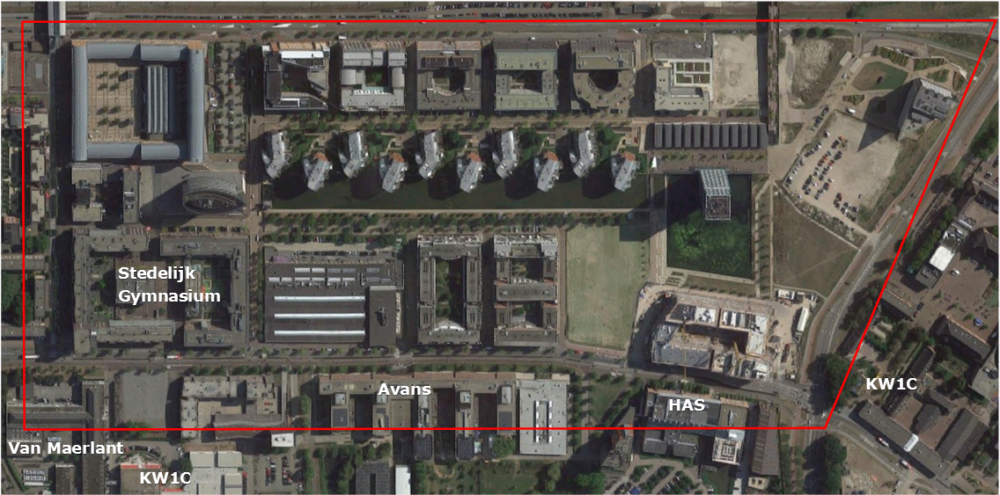 Stedelijk
Gymnasium
Avans
KW1C
HAS
Van Maerlant
KW1C